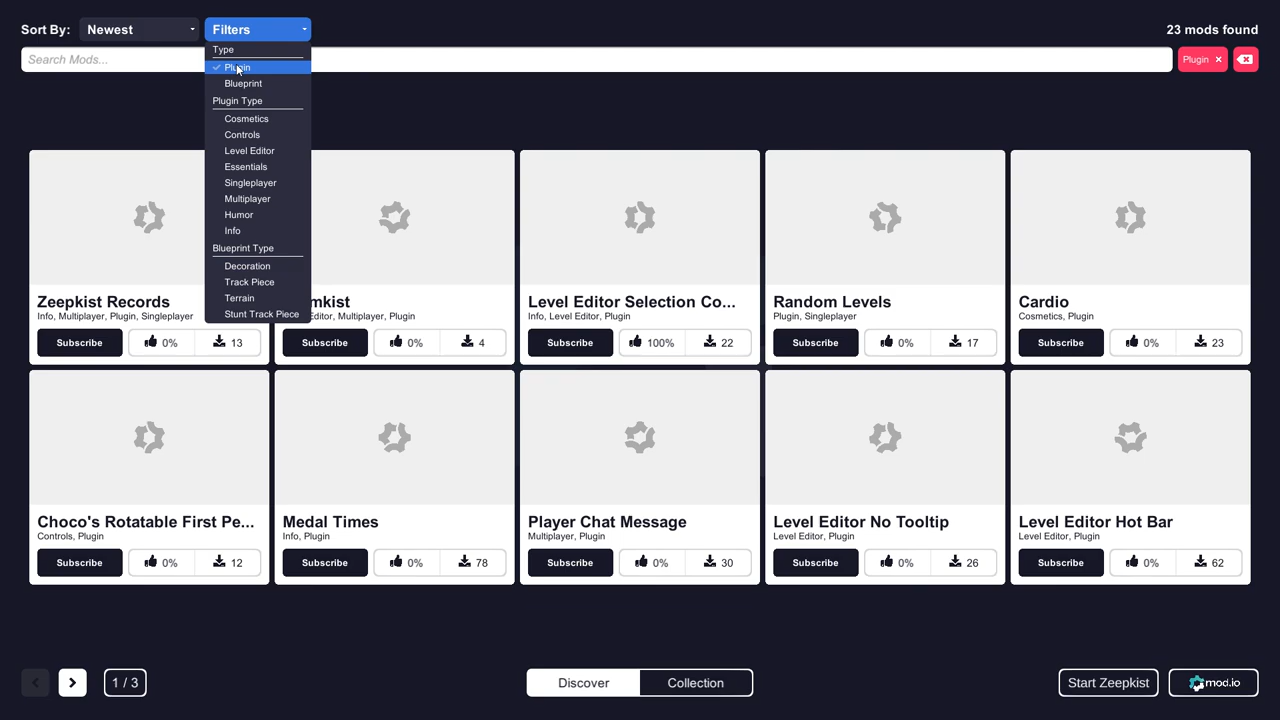 Sort By:
Newest
Filters
23 mods found
Search Mods...
Plugin ×
Type
Plugin
Blueprint
Plugin Type
Cosmetics
Controls
Level Editor
Essentials
Singleplayer
Multiplayer
Humor
Info
Blueprint Type
Decoration
Track Piece
Terrain
Stunt Track Piece
Zeepkist Records
Info, Multiplayer, Plugin, Singleplayer
Subscribe
0%
13
mkist
Editor, Multiplayer, Plugin
Subscribe
0%
4
Level Editor Selection Co...
Info, Level Editor, Plugin
Subscribe
100%
22
Random Levels
Plugin, Singleplayer
Subscribe
0%
17
Cardio
Cosmetics, Plugin
Subscribe
0%
23
Choco's Rotatable First Pe...
Controls, Plugin
Subscribe
0%
12
Medal Times
Info, Plugin
Subscribe
0%
78
Player Chat Message
Multiplayer, Plugin
Subscribe
0%
30
Level Editor No Tooltip
Level Editor, Plugin
Subscribe
0%
26
Level Editor Hot Bar
Level Editor, Plugin
Subscribe
0%
62
1 / 3
Discover
Collection
Start Zeepkist
mod.io